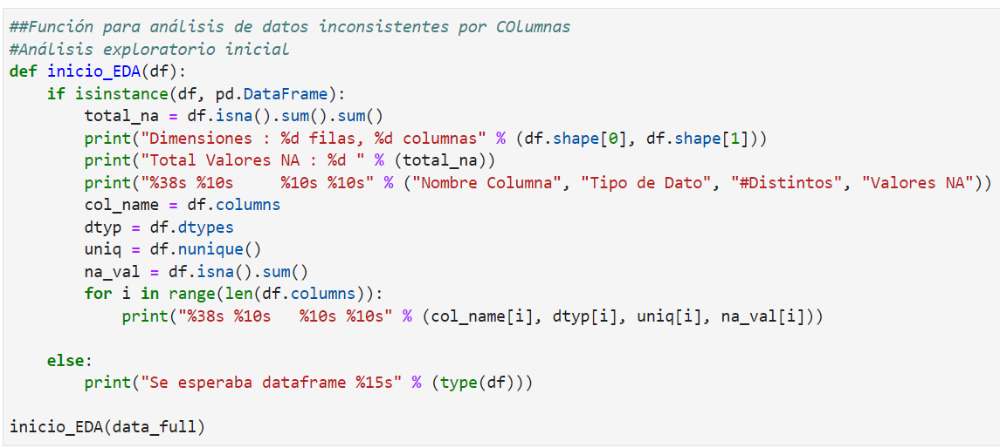 ##Función para análisis de datos inconsistentes por COlumnas
#Análisis exploratorio inicial
def inicio_EDA(df):
    if isinstance(df, pd.DataFrame):
        total_na = df.isna().sum().sum()
        print("Dimensiones : %d filas, %d columnas" % (df.shape[0], df.shape[1]))
        print("Total Valores NA : %d " % (total_na))
        print("%38s %10s     %10s %10s" % ("Nombre Columna", "Tipo de Dato", "#Distintos", "Valores NA"))
        col_name = df.columns
        dtyp = df.dtypes
        uniq = df.nunique()
        na_val = df.isna().sum()
        for i in range(len(df.columns)):
            print("%38s %10s   %10s %10s" % (col_name[i], dtyp[i], uniq[i], na_val[i]))

    else:
        print("Se esperaba dataframe %15s" % (type(df)))

inicio_EDA(data_full)